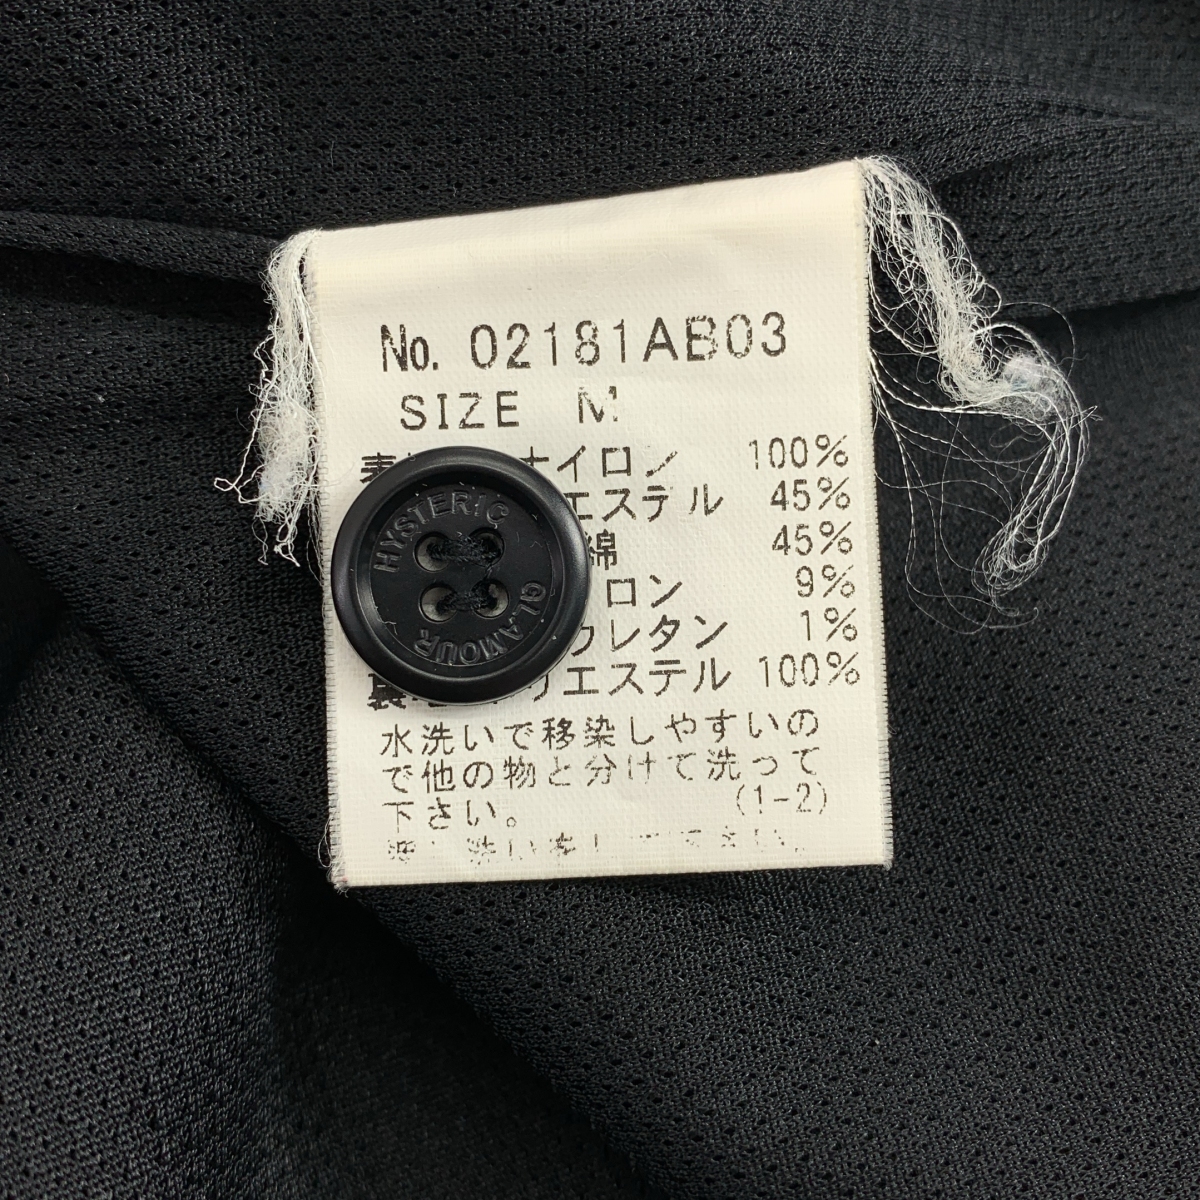 No. 02181AB03
SIZE M
ナイロン 100%
エステル 45%
綿 45%
ロン 9%
ウレタン 1%
リエステル 100%
HYSTERIC GLAMOUR
水洗いで移染しやすいの
で他の物と分けて洗って
下さい。 (1-2)
洗いを